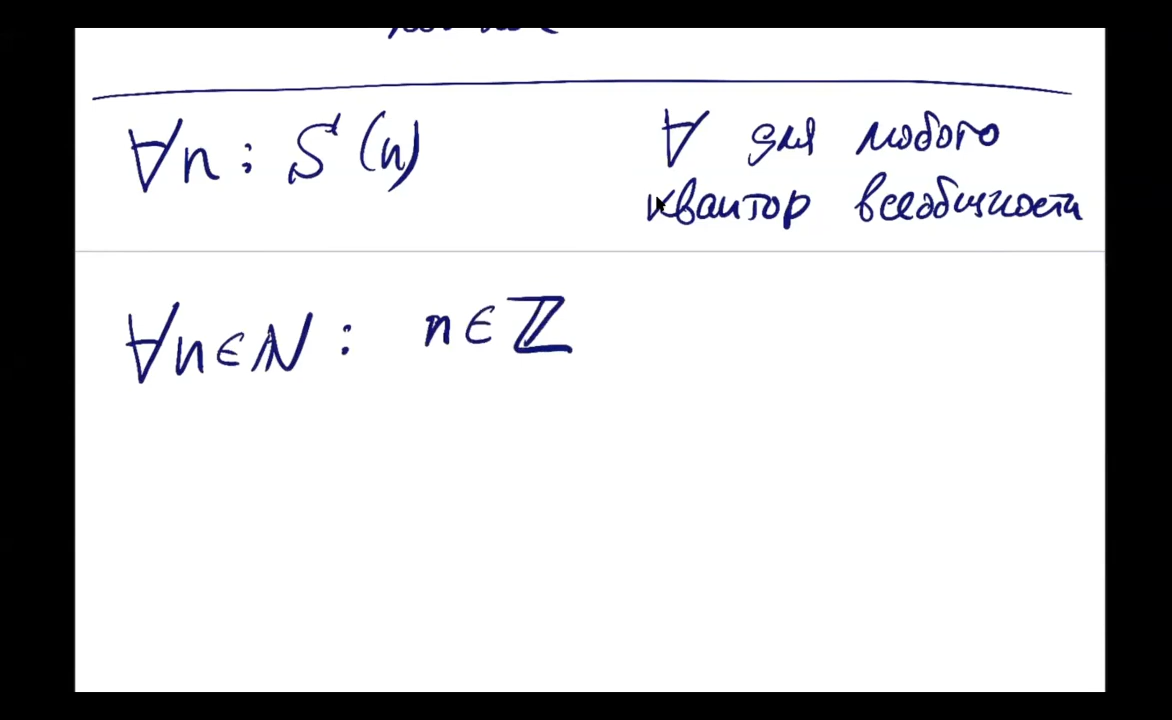 ∀n : S(n)
∀ для любого
квантор всеобщности
∀n∈ℕ : n∈ℤ